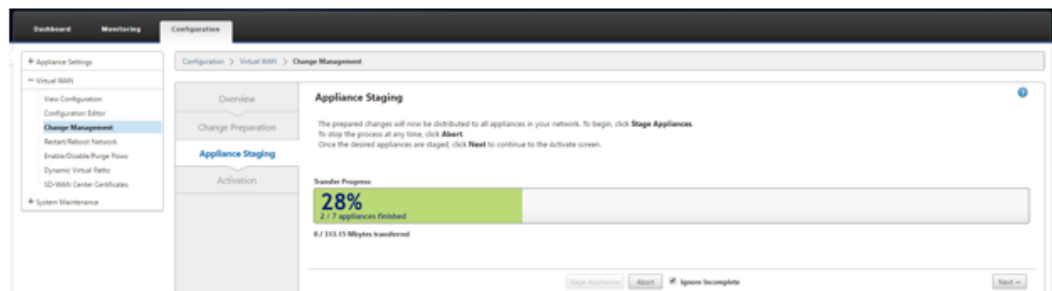 Dashboard Monitoring Configuration
+ Appliance Settings
− Virtual WAN
View Configuration
Configuration Editor
Change Management
Restart/Reboot Network
Enable/Disable/Purge Flows
Dynamic Virtual Paths
SD-WAN Center Certificates
+ System Maintenance
Configuration > Virtual WAN > Change Management
Overview
Change Preparation
Appliance Staging
Activation
Appliance Staging
?
The prepared changes will now be distributed to all appliances in your network. To begin, click Stage Appliances.
To stop the process at any time, click Abort.
Once the desired appliances are staged, click Next to continue to the Activate screen.
Transfer Progress:
28%
2 / 7 appliances finished
0 / 313.15 Mbytes transferred
Stage Appliances Abort Ignore Incomplete Next →